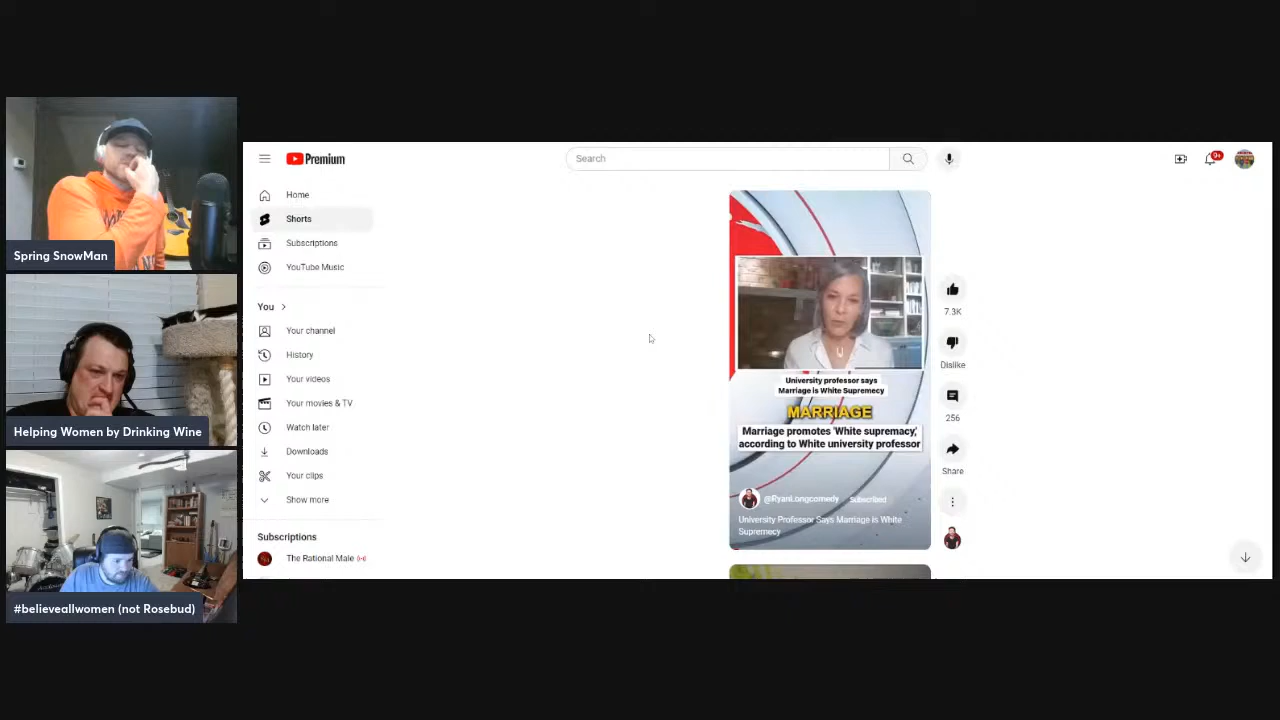 Spring SnowMan
Helping Women by Drinking Wine
#believeallwomen (not Rosebud)
Premium
Search
9+
Home
Shorts
Subscriptions
YouTube Music
You
Your channel
History
Your videos
Your movies & TV
Watch later
Downloads
Your clips
Show more
Subscriptions
The Rational Male
University professor says
Marriage is White Supremecy
MARRIAGE
Marriage promotes 'White supremacy,'
according to White university professor
@RyanLongcomedy Subscribed
University Professor Says Marriage is White
Supremecy
7.3K
Dislike
256
Share